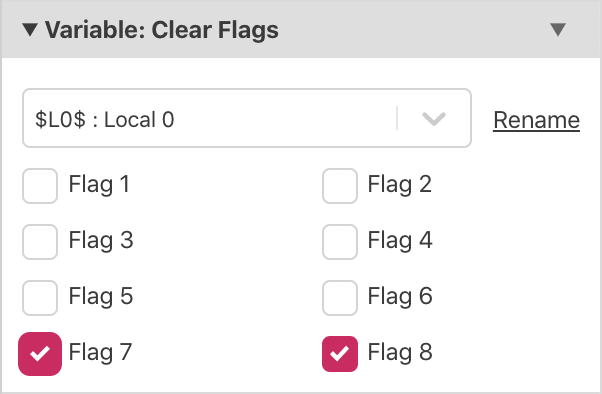 Variable: Clear Flags
$L0$ : Local 0
Rename
Flag 1
Flag 2
Flag 3
Flag 4
Flag 5
Flag 6
Flag 7
Flag 8